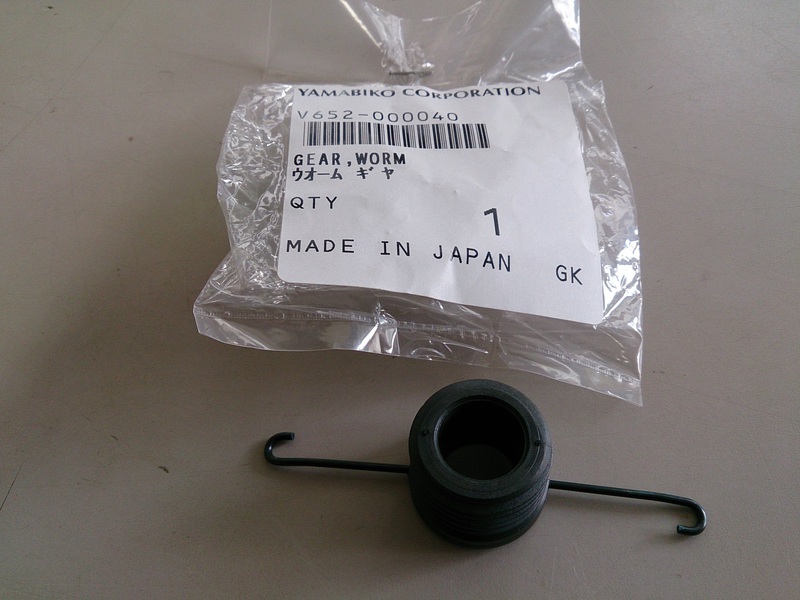 YAMABIKO CORPORATION
V652-000040
GEAR,WORM
ウオーム ギヤ
QTY
1
MADE IN JAPAN
GK